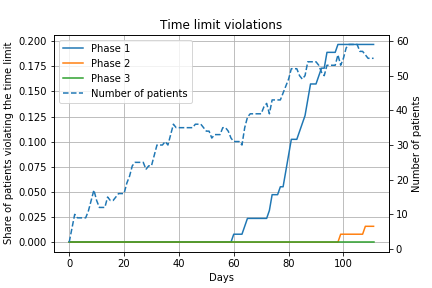 Time limit violations
Share of patients violating the time limit
0.200
0.175
0.150
0.125
0.100
0.075
0.050
0.025
0.000
Phase 1
Phase 2
Phase 3
Number of patients
60
50
40
30
20
10
0
Number of patients
0
20
40
60
80
100
Days